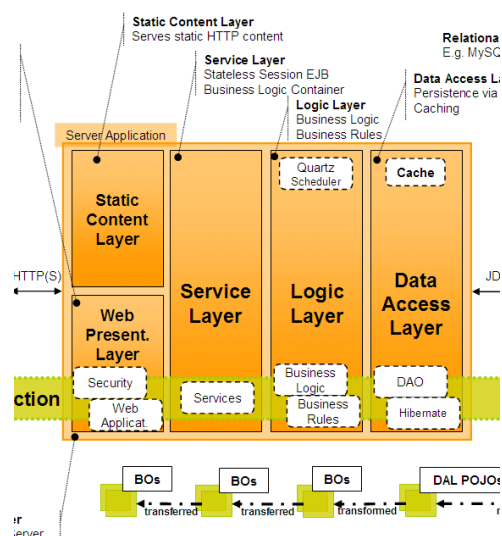 Static Content Layer
Serves static HTTP content
Relationa
E.g. MySQ
Service Layer
Stateless Session EJB
Business Logic Container
Data Access La
Persistence via
Caching
Logic Layer
Business Logic
Business Rules
Server Application
Quartz
Scheduler
Cache
Static
Content
Layer
HTTP(S)
JD
Service
Layer
Logic
Layer
Data
Access
Layer
Web
Present.
Layer
Security
Web
Applicat.
Services
Business
Logic
Business
Rules
DAO
Hibernate
ction
BOs
BOs
BOs
DAL POJOs
transferred
transferred
transformed
er
Server